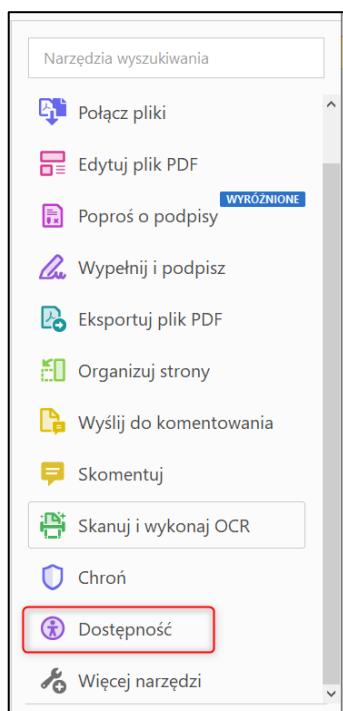 Narzędzia wyszukiwania
Połącz pliki
Edytuj plik PDF
WYRÓŻNIONE
Poproś o podpisy
Wypełnij i podpisz
Eksportuj plik PDF
Organizuj strony
Wyślij do komentowania
Skomentuj
Skanuj i wykonaj OCR
Chroń
Dostępność
Więcej narzędzi